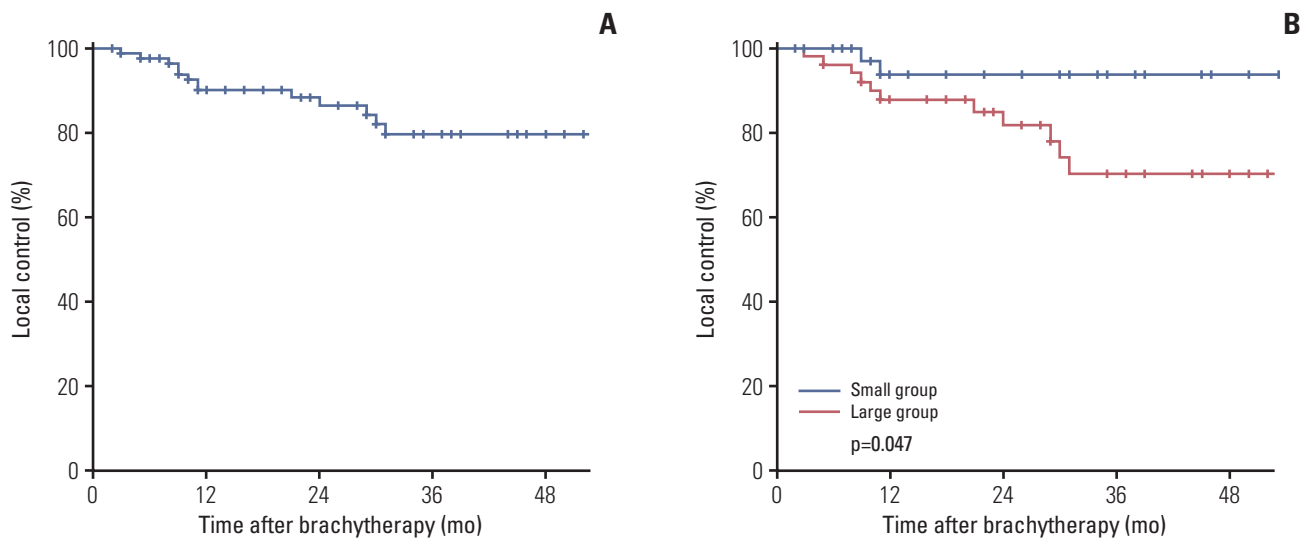 A
100
80
60
40
20
0
Local control (%)
0 12 24 36 48
Time after brachytherapy (mo)
B
100
80
60
40
20
0
Local control (%)
Small group
Large group
p=0.047
0 12 24 36 48
Time after brachytherapy (mo)